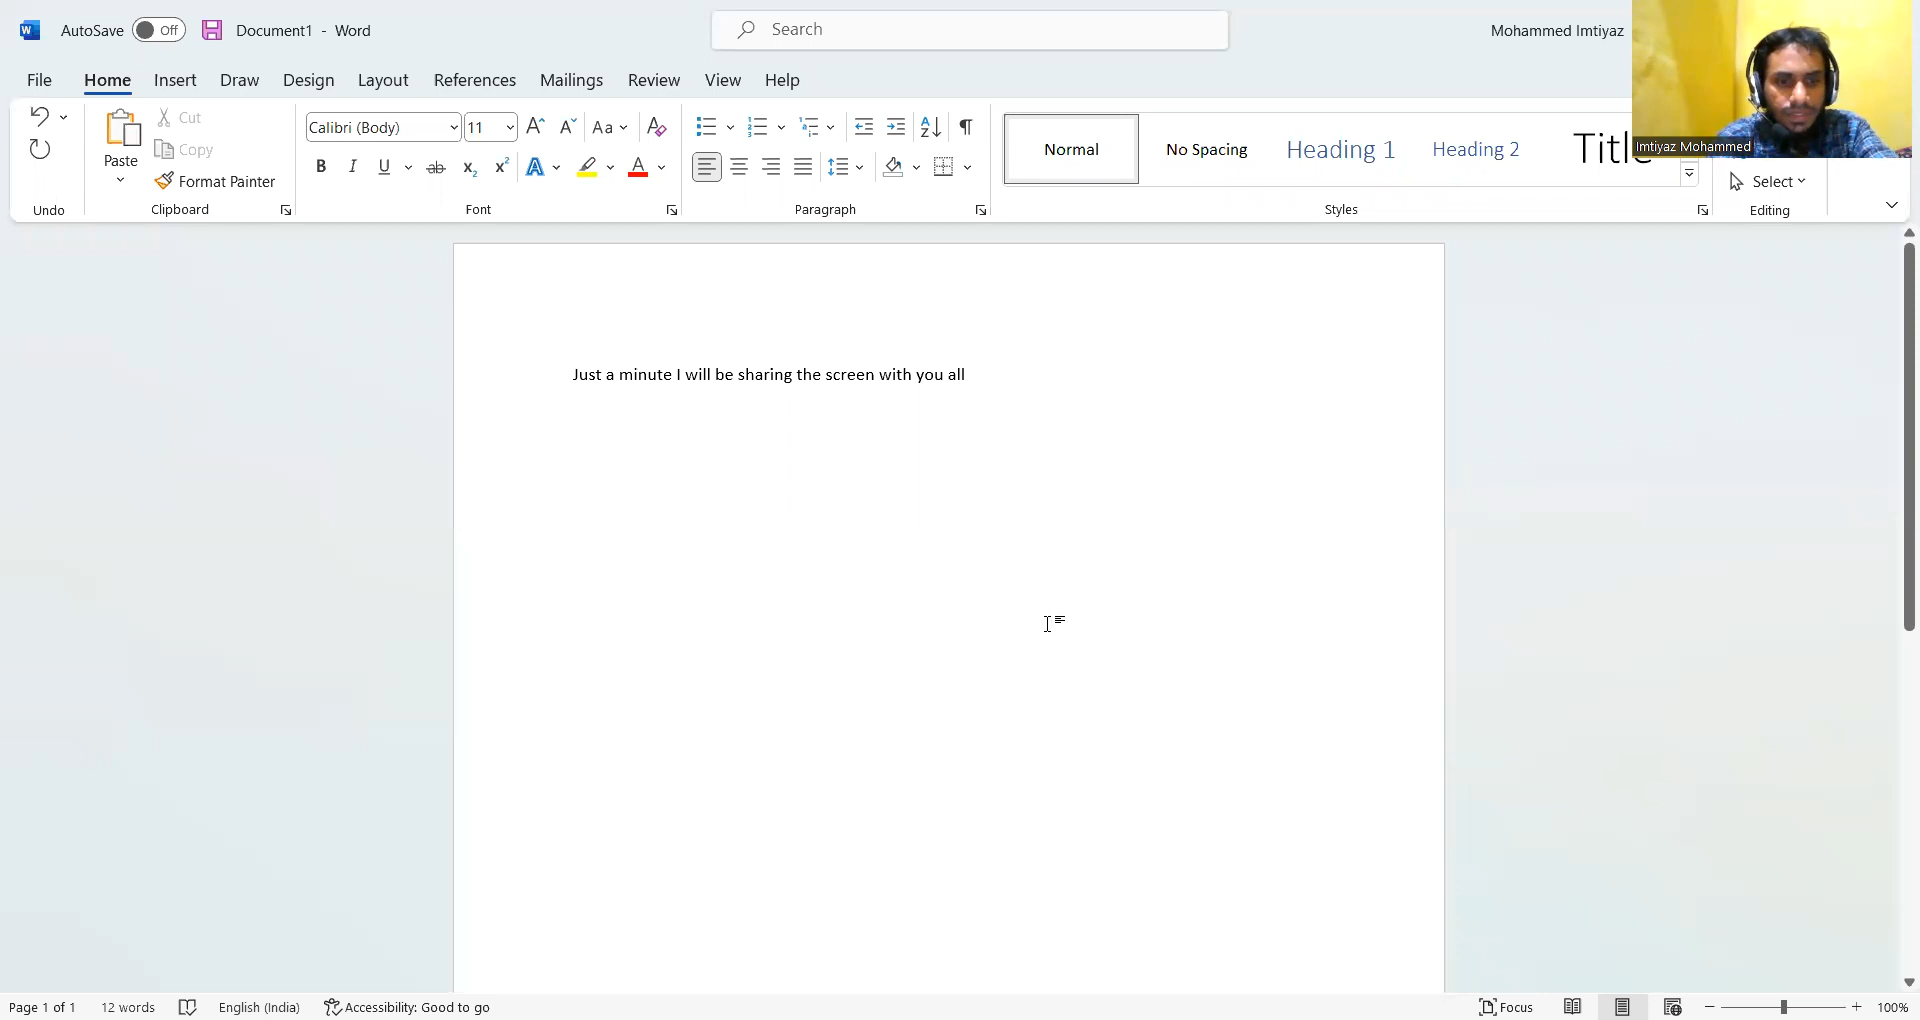 AutoSave Off Document1 - Word Search Mohammed Imtiyaz
File Home Insert Draw Design Layout References Mailings Review View Help
Imtiyaz Mohammed
Paste Cut Copy Format Painter
Calibri (Body) 11
Normal No Spacing Heading 1 Heading 2 Title
Select
Undo Clipboard Font Paragraph Styles Editing
Just a minute I will be sharing the screen with you all
Page 1 of 1 12 words English (India) Accessibility: Good to go Focus 100%